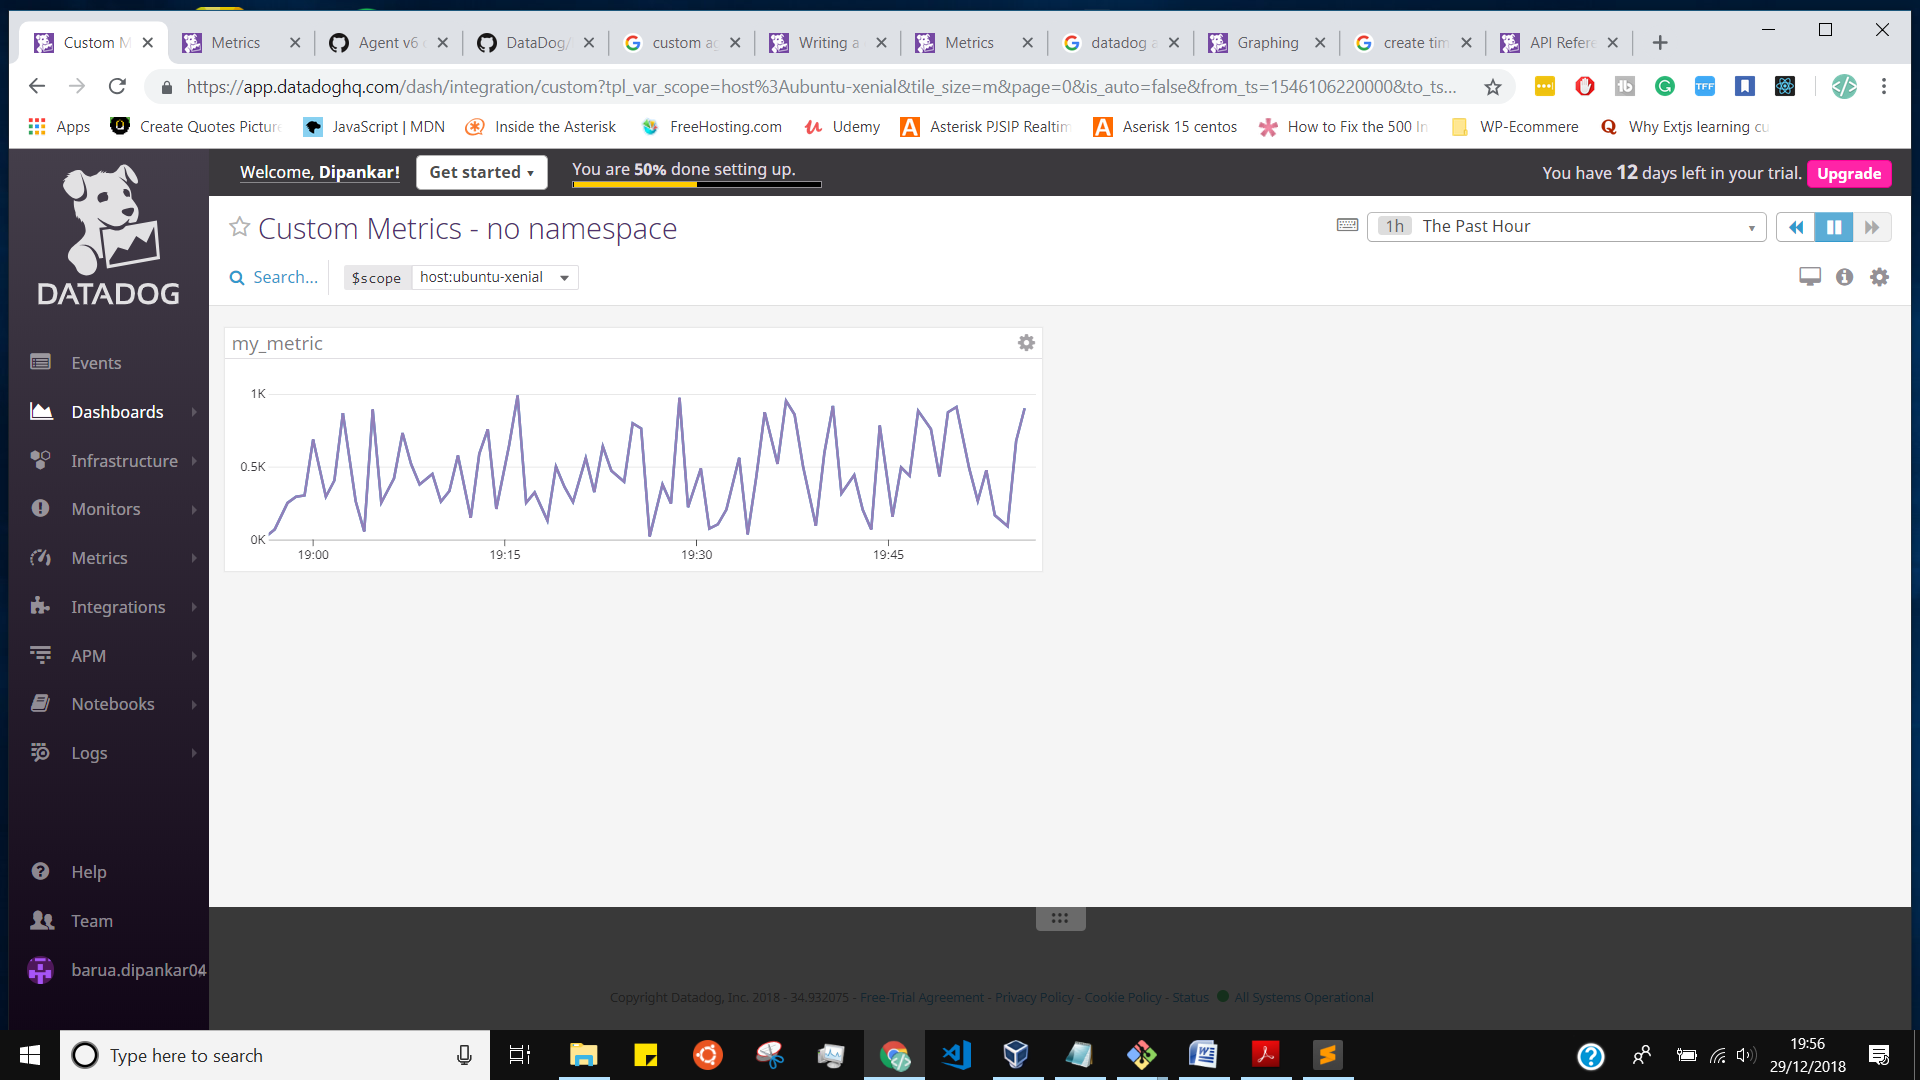 Custom M
Metrics
Agent v6
DataDog/
custom ag
Writing a
Metrics
datadog a
Graphing
create tim
API Refere
https://app.datadoghq.com/dash/integration/custom?tpl_var_scope=host%3Aubuntu-xenial&tile_size=m&page=0&is_auto=false&from_ts=1546106220000&to_ts...
Apps
Create Quotes Picture
JavaScript | MDN
Inside the Asterisk
FreeHosting.com
Udemy
Asterisk PJSIP Realtim
Aserisk 15 centos
How to Fix the 500 In
WP-Ecommere
Why Extjs learning cu
DATADOG
Welcome, Dipankar!
Get started
You are 50% done setting up.
You have 12 days left in your trial.
Upgrade
Custom Metrics - no namespace
1h The Past Hour
Search...
$scope host:ubuntu-xenial
my_metric
1K
0.5K
0K
19:00 19:15 19:30 19:45
Events
Dashboards
Infrastructure
Monitors
Metrics
Integrations
APM
Notebooks
Logs
Help
Team
barua.dipankar04
Copyright Datadog, Inc. 2018 - 34.932075 - Free-Trial Agreement - Privacy Policy - Cookie Policy - Status All Systems Operational
Type here to search
19:56
29/12/2018